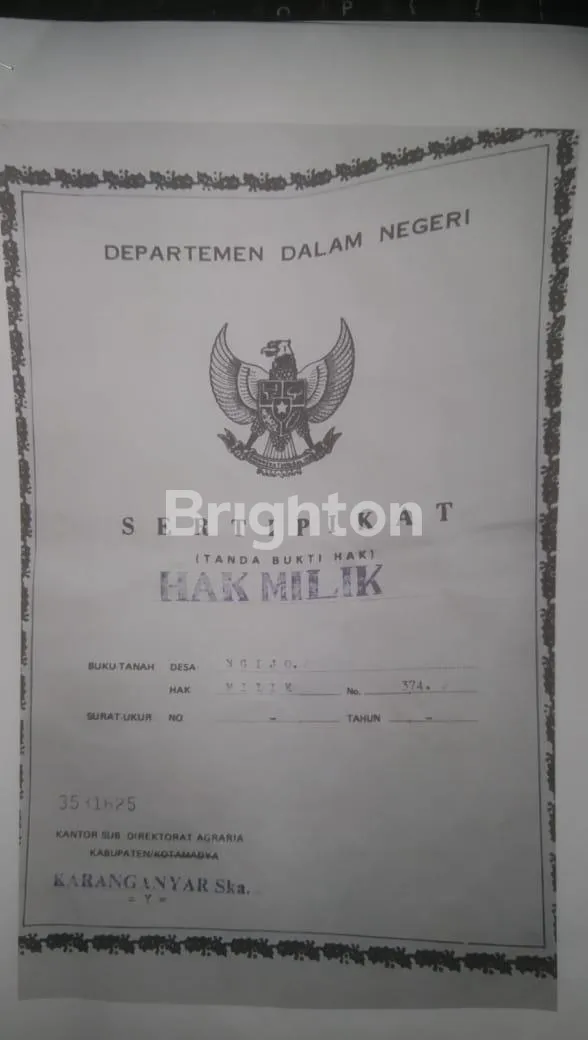 DEPARTEMEN DALAM NEGERI
Brighton
SERTIPIKAT
(TANDA BUKTI HAK)
HAK MILIK
BUKU TANAH DESA NGIJO.
HAK MILIK No. 374.
SURAT UKUR NO - TAHUN -
KANTOR SUB DIREKTORAT AGRARIA
KABUPATEN/KOTAMADYA
KARANGANYAR Ska.
= Y =